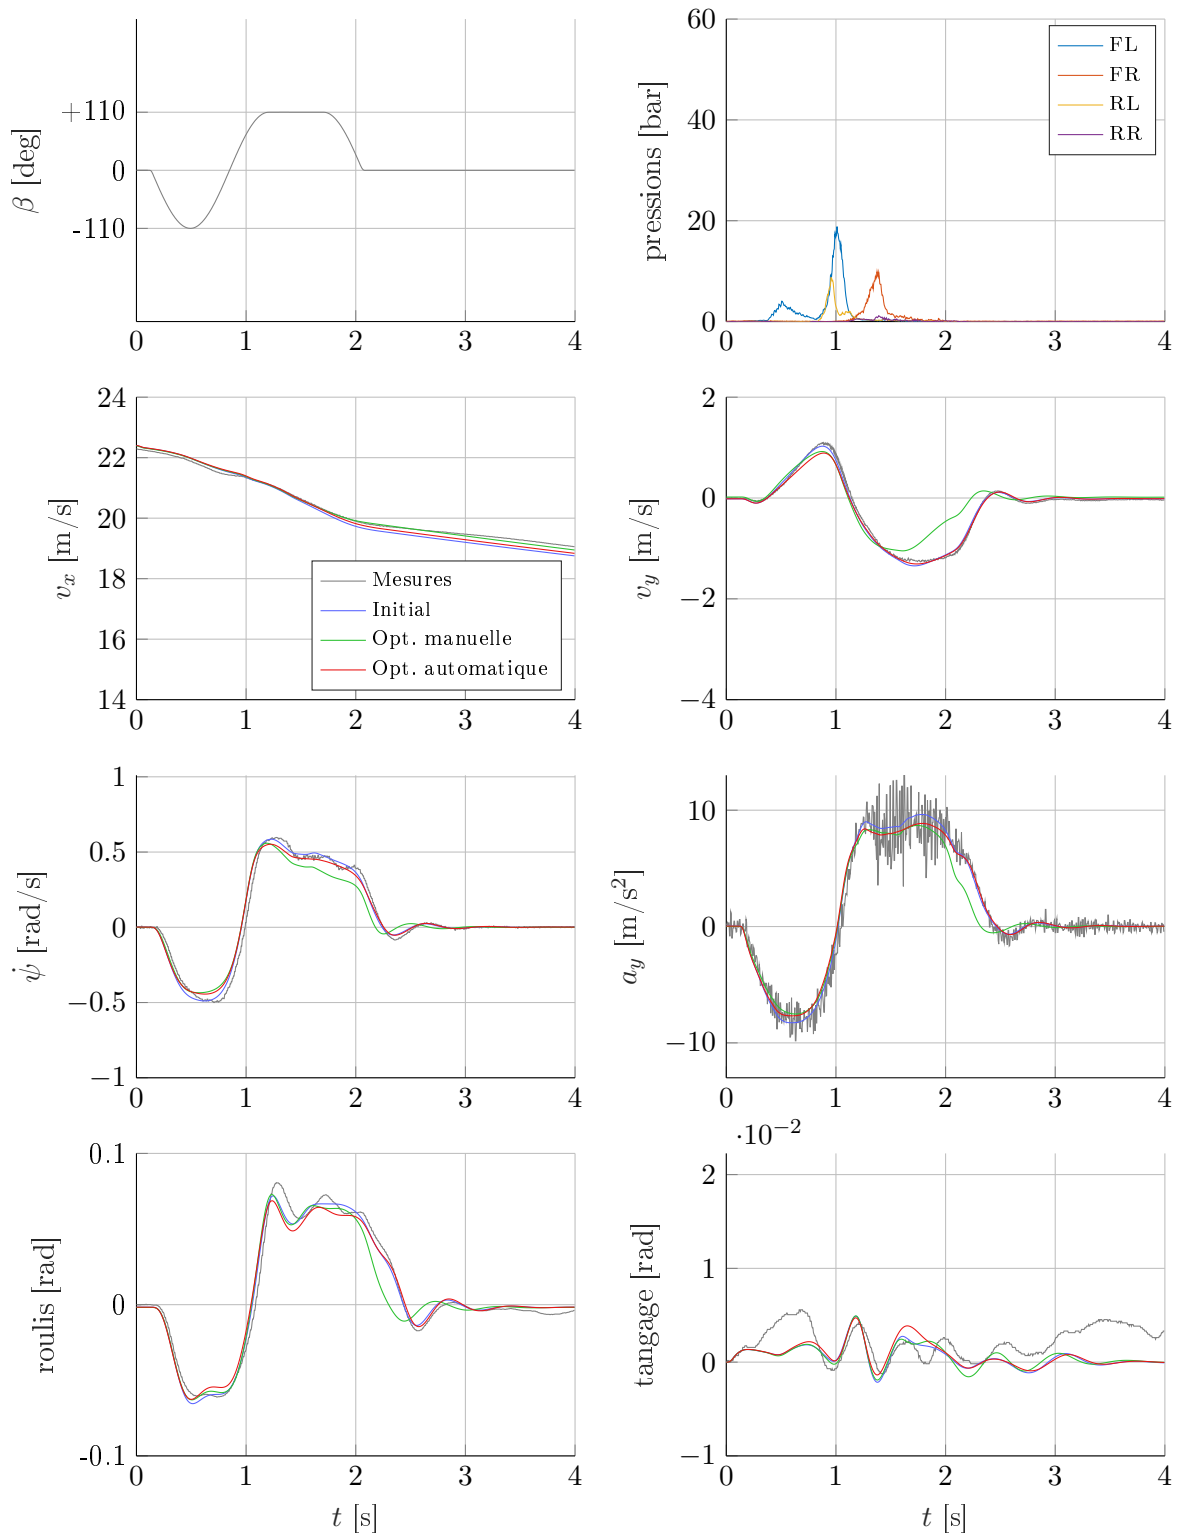 +110
0
-110
β [deg]
0 1 2 3 4
60
40
20
0
pressions [bar]
FL
FR
RL
RR
0 1 2 3 4
24
22
20
18
16
14
v_x [m/s]
Mesures
Initial
Opt. manuelle
Opt. automatique
0 1 2 3 4
2
0
−2
−4
v_y [m/s]
0 1 2 3 4
1
0.5
0
−0.5
−1
ψ̇ [rad/s]
0 1 2 3 4
10
0
−10
a_y [m/s²]
0 1 2 3 4
0.1
0
-0.1
roulis [rad]
0 1 2 3 4
t [s]
·10⁻²
2
1
0
−1
tangage [rad]
0 1 2 3 4
t [s]